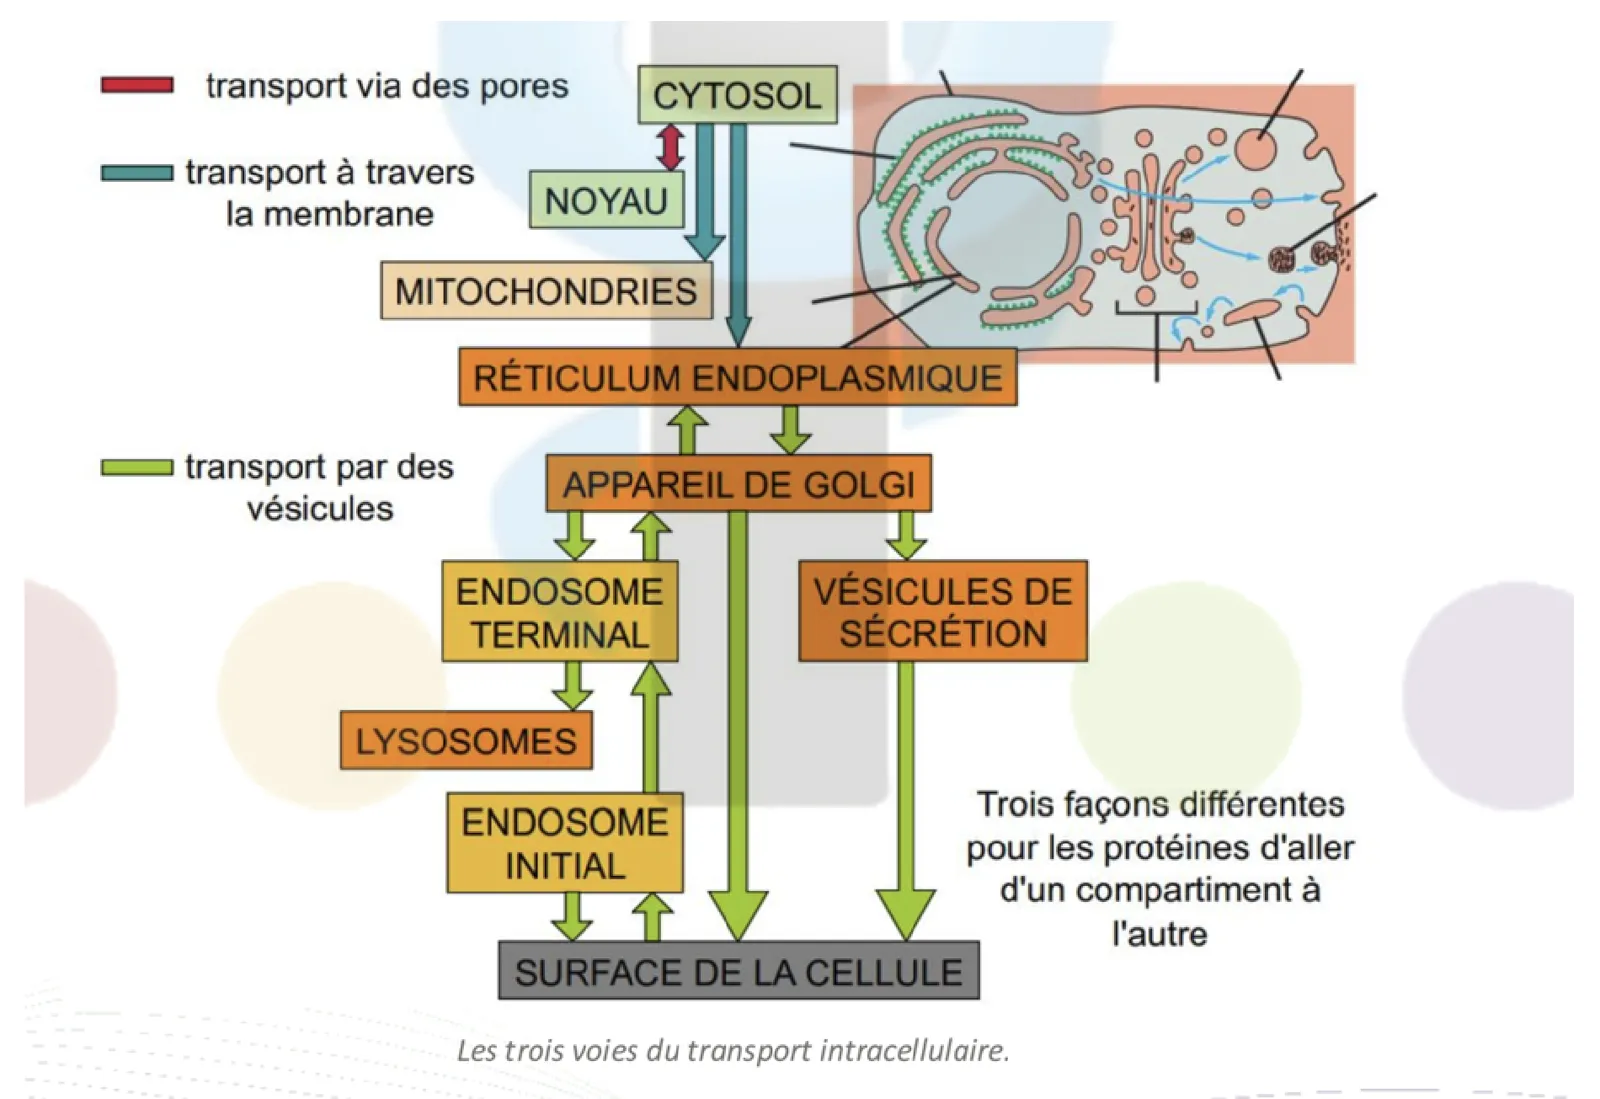 transport via des pores
transport à travers
la membrane
CYTOSOL
NOYAU
MITOCHONDRIES
RÉTICULUM ENDOPLASMIQUE
transport par des
vésicules
APPAREIL DE GOLGI
ENDOSOME
TERMINAL
VÉSICULES DE
SÉCRÉTION
LYSOSOMES
ENDOSOME
INITIAL
Trois façons différentes
pour les protéines d'aller
d'un compartiment à
l'autre
SURFACE DE LA CELLULE
Les trois voies du transport intracellulaire.